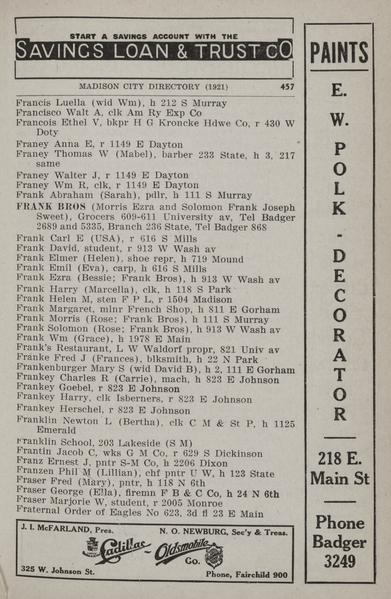 START A SAVINGS ACCOUNT WITH THE
SAVINGS LOAN & TRUST CO
MADISON CITY DIRECTORY (1921) 457
Francis Luella (wid Wm), h 212 S Murray
Francisco Walt A, clk Am Ry Exp Co
Francois Ethel V, bkpr H G Kroncke Hdwe Co, r 430 W
Doty
Franey Anna E, r 1149 E Dayton
Franey Thomas W (Mabel), barber 233 State, h 3, 217
same
Franey Walter J, r 1149 E Dayton
Franey Wm R, clk, r 1149 E Dayton
Frank Abraham (Sarah), pdlr, h 111 S Murray
FRANK BROS (Morris Ezra and Solomon Frank Joseph
Sweet), Grocers 609-611 University av, Tel Badger
2689 and 5335, Branch 236 State, Tel Badger 868
Frank Carl E (USA), r 616 S Mills
Frank David, student, r 913 W Wash av
Frank Elmer (Helen), shoe repr, h 719 Mound
Frank Emil (Eva), carp, h 616 S Mills
Frank Ezra (Bessie; Frank Bros), h 913 W Wash av
Frank Harry (Marcella), clk, h 118 S Park
Frank Helen M, sten F P L, r 1504 Madison
Frank Margaret, mlnr French Shop, h 811 E Gorham
Frank Morris (Rose; Frank Bros), h 111 S Murray
Frank Solomon (Rose; Frank Bros), h 913 W Wash av
Frank Wm (Grace), h 1978 E Main
Frank's Restaurant, L W Waldorf propr, 821 Univ av
Franke Fred J (Frances), blksmith, h 22 N Park
Frankenburger Mary S (wid David B), h 2, 111 E Gorham
Frankey Charles R (Carrie), mach, h 823 E Johnson
Frankey Goebel, r 823 E Johnson
Frankey Harry, clk Isberners, r 823 E Johnson
Frankey Herschel, r 823 E Johnson
Franklin Newton L (Bertha), clk C M & St P, h 1125
Emerald
Franklin School, 203 Lakeside (S M)
Frantin Jacob C, wks G M Co, r 629 S Dickinson
Franz Ernest J, pntr S-M Co, h 2206 Dixon
Franzen Phil M (Lillian), chf pntr U W, h 123 State
Fraser Fred (Mary), pntr, h 118 N 6th
Fraser George (Ella), firemn F B & C Co, h 24 N 6th
Fraser Marjorie W, student, r 2005 Monroe
Fraternal Order of Eagles No 623, 3d fl 23 E Main
J. I. McFARLAND, Pres. N. O. NEWBURG, Sec'y & Treas.
Cadillac - Oldsmobile
Co.
325 W. Johnson St. Phone, Fairchild 900
PAINTS
E.
W.
P
O
L
K
-
D
E
C
O
R
A
T
O
R
218 E.
Main St
Phone
Badger
3249